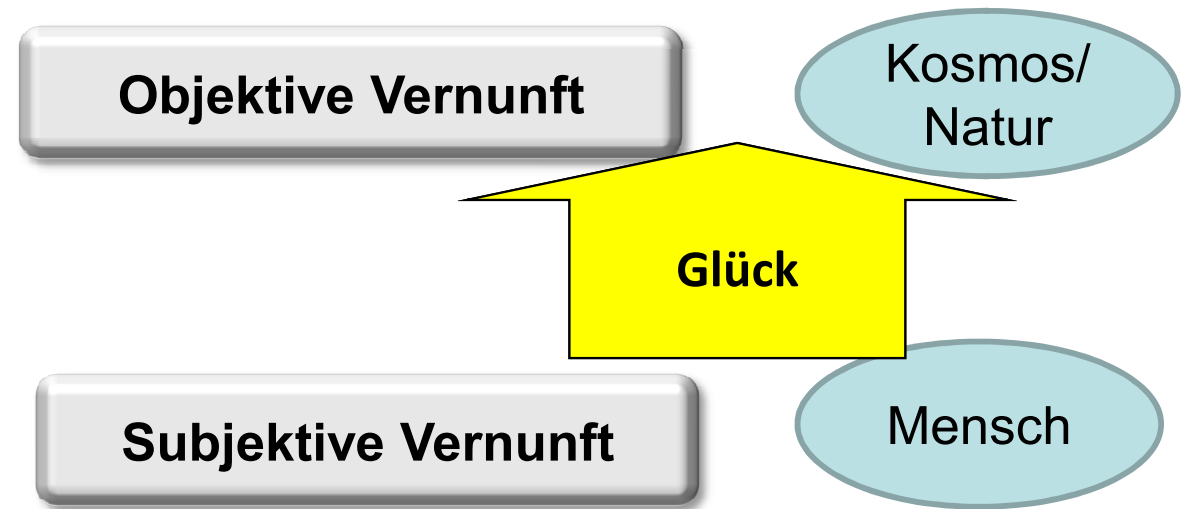 Objektive Vernunft
Kosmos/
Natur
Glück
Subjektive Vernunft
Mensch